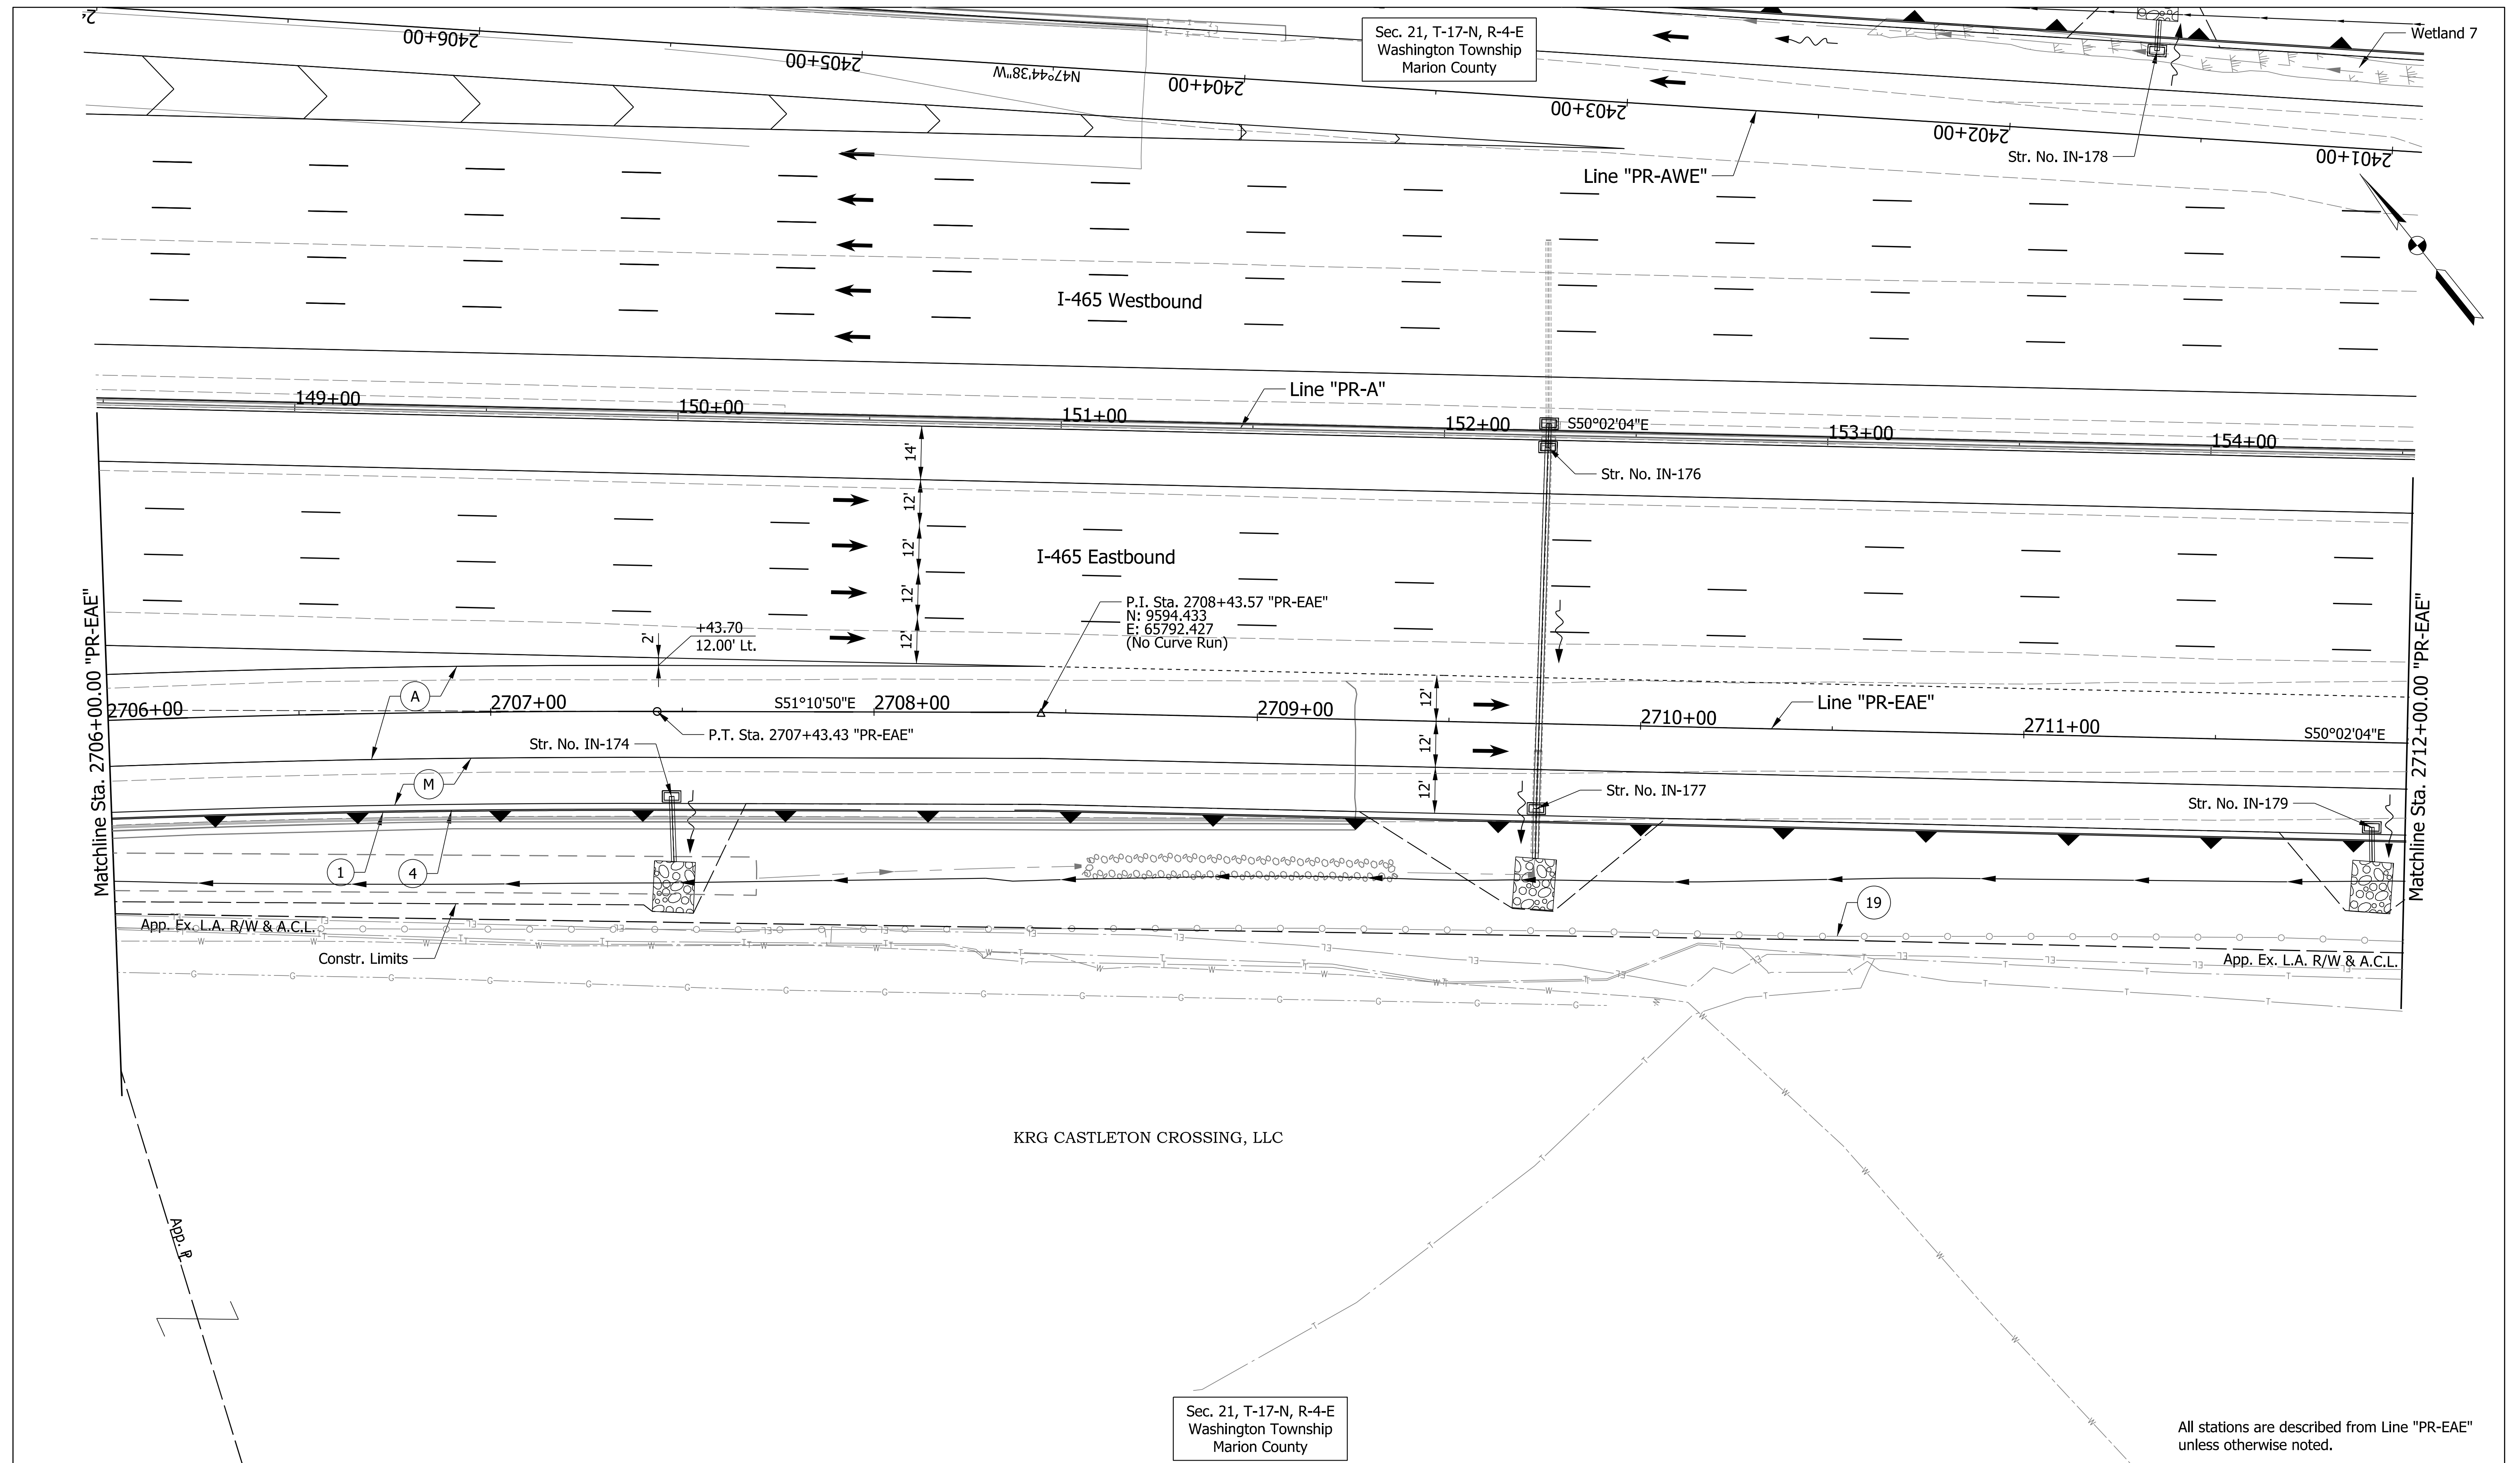 Sec. 21, T-17-N, R-4-E
Washington Township
Marion County
Wetland 7
2406+00
2405+00
N47°44'38"W
2404+00
2403+00
2402+00
2401+00
Str. No. IN-178
Line "PR-AWE"
I-465 Westbound
Line "PR-A"
149+00
150+00
151+00
152+00
S50°02'04"E
153+00
154+00
14'
Str. No. IN-176
12'
12'
I-465 Eastbound
12'
12'
P.I. Sta. 2708+43.57 "PR-EAE"
N: 9594.433
E: 65792.427
(No Curve Run)
2'
+43.70
12.00' Lt.
Matchline Sta. 2706+00.00 "PR-EAE"
Matchline Sta. 2712+00.00 "PR-EAE"
A
2706+00
2707+00
S51°10'50"E
2708+00
2709+00
12'
2710+00
Line "PR-EAE"
2711+00
S50°02'04"E
P.T. Sta. 2707+43.43 "PR-EAE"
Str. No. IN-174
12'
M
12'
Str. No. IN-177
Str. No. IN-179
1
4
19
App. Ex. L.A. R/W & A.C.L.
Constr. Limits
App. Ex. L.A. R/W & A.C.L.
KRG CASTLETON CROSSING, LLC
App. PL
Sec. 21, T-17-N, R-4-E
Washington Township
Marion County
All stations are described from Line "PR-EAE"
unless otherwise noted.